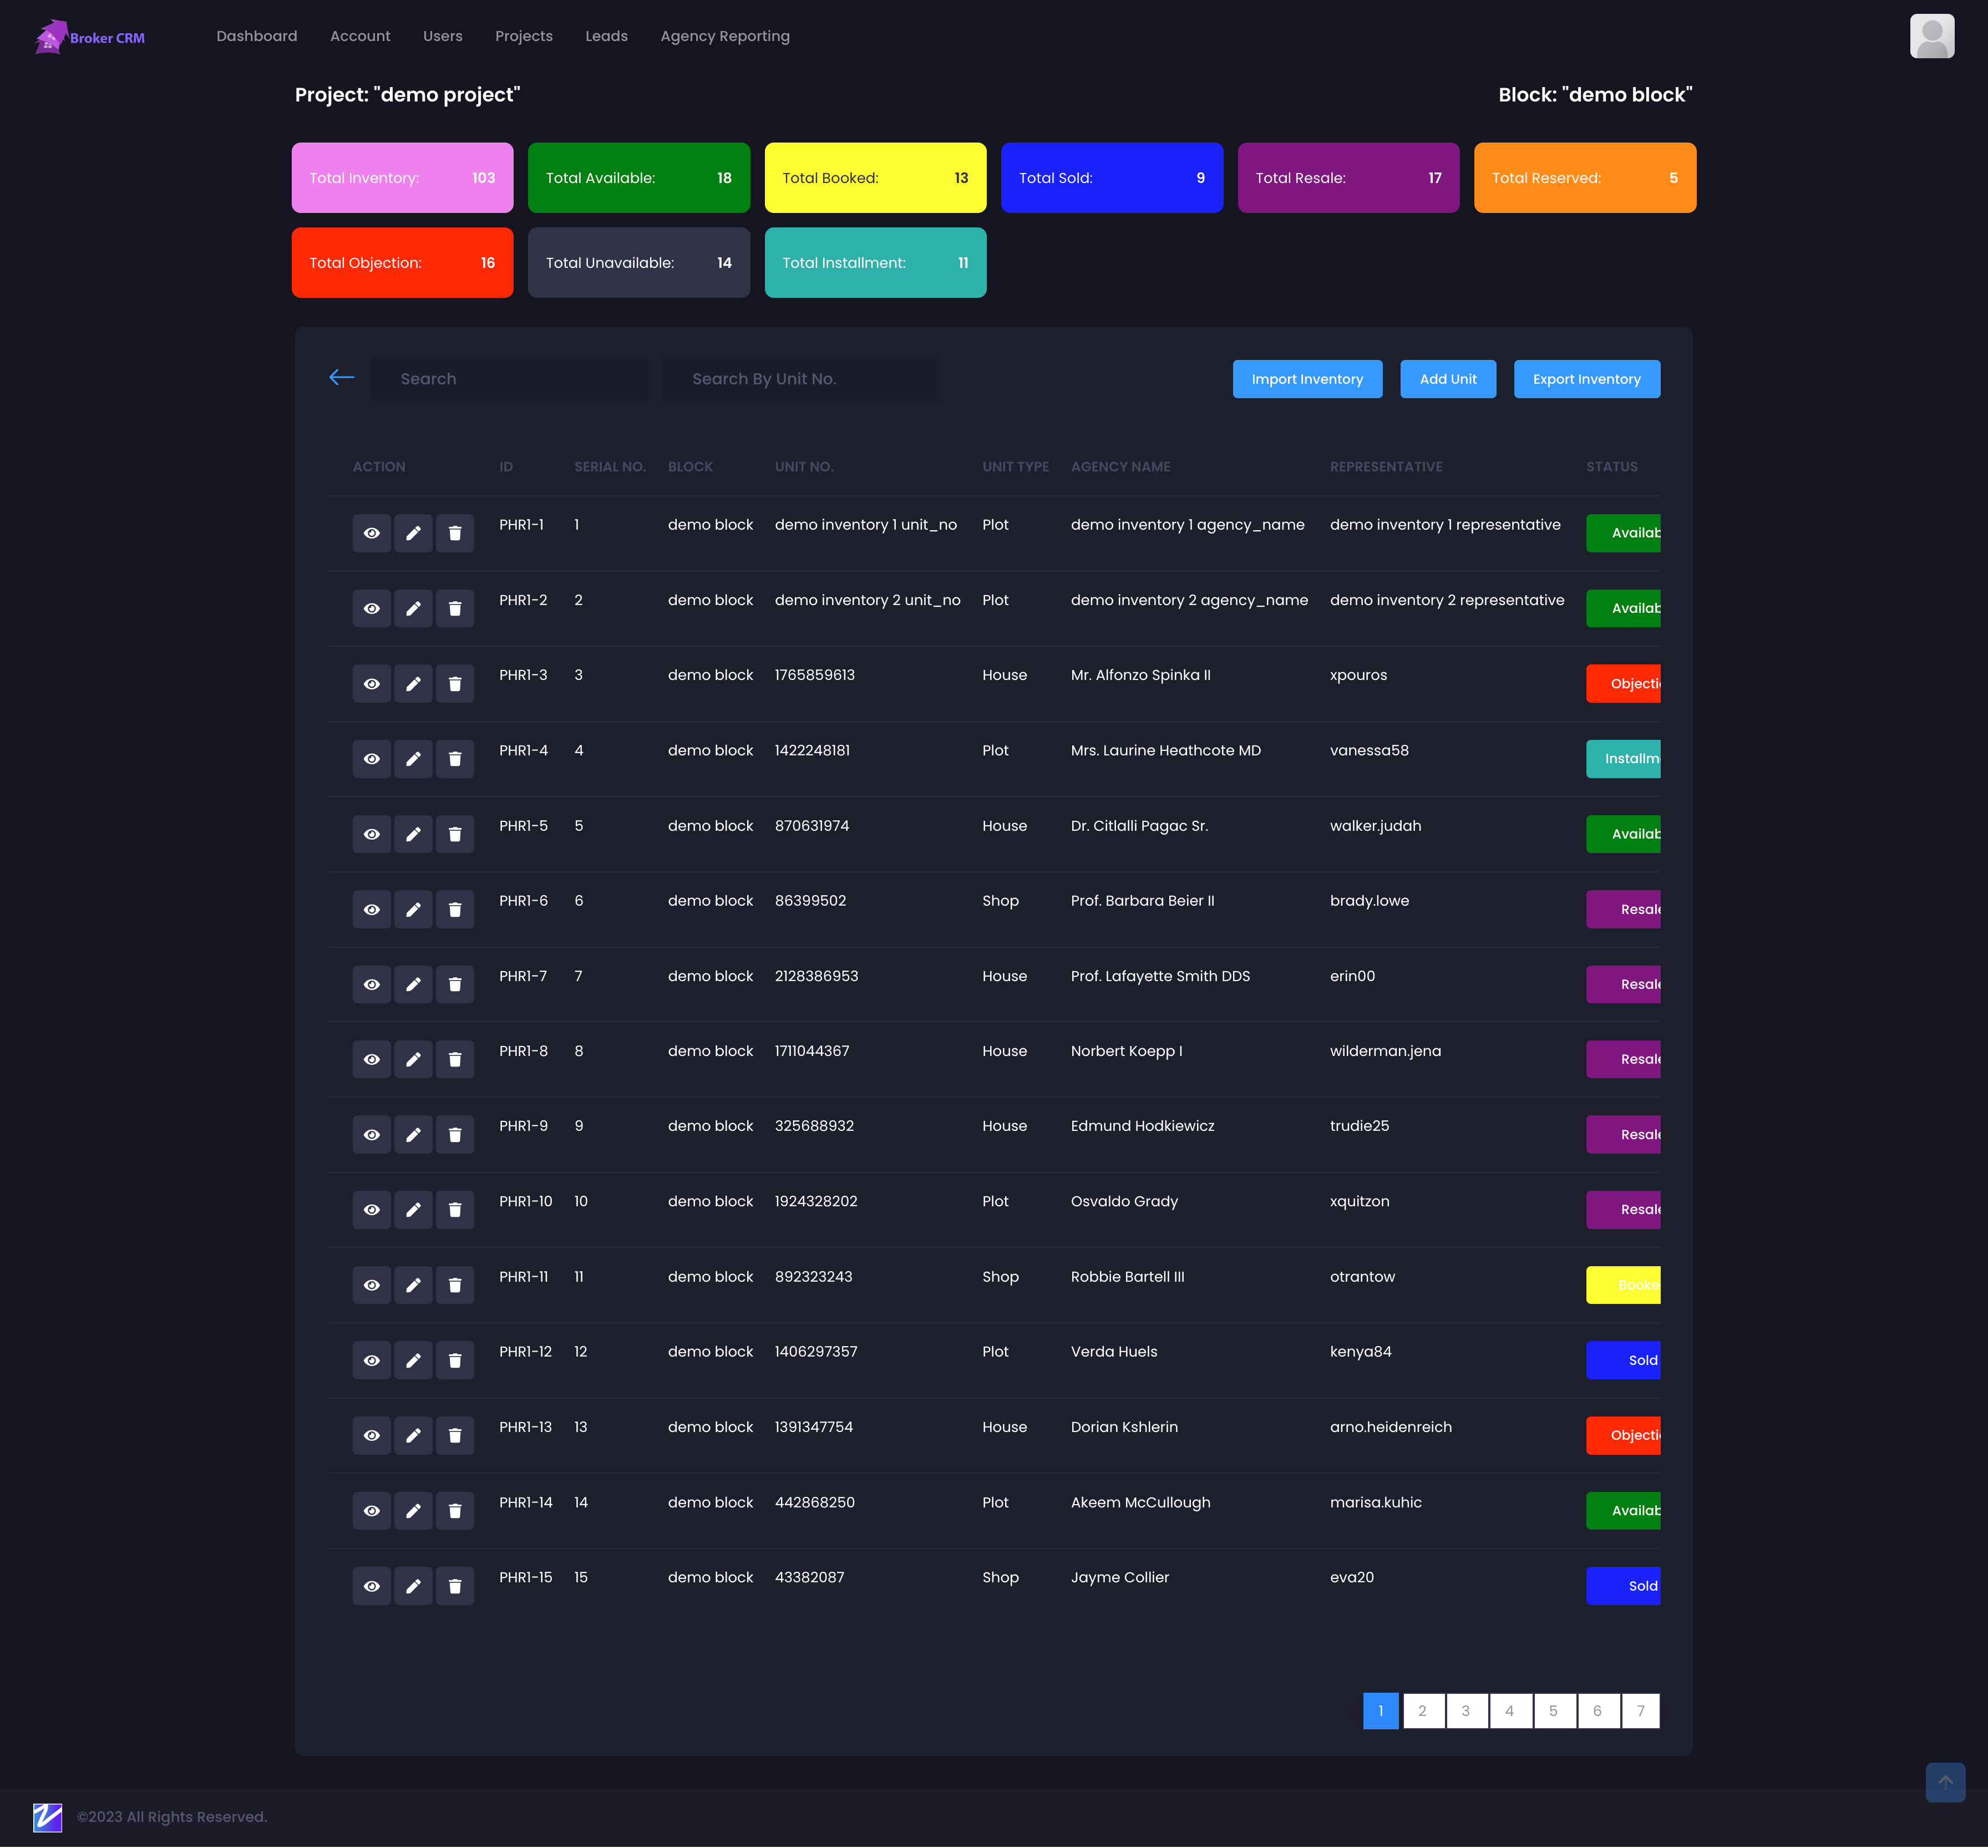 Broker CRM Dashboard Account Users Projects Leads Agency Reporting
Project: "demo project" Block: "demo block"
Total Inventory: 103 Total Available: 18 Total Booked: 13 Total Sold: 9 Total Resale: 17 Total Reserved: 5
Total Objection: 16 Total Unavailable: 14 Total Installment: 11
Search Search By Unit No. Import Inventory Add Unit Export Inventory
ACTION ID SERIAL NO. BLOCK UNIT NO. UNIT TYPE AGENCY NAME REPRESENTATIVE STATUS
PHR1-1 1 demo block demo inventory 1 unit_no Plot demo inventory 1 agency_name demo inventory 1 representative Availab
PHR1-2 2 demo block demo inventory 2 unit_no Plot demo inventory 2 agency_name demo inventory 2 representative Availab
PHR1-3 3 demo block 1765859613 House Mr. Alfonzo Spinka II xpouros Objecti
PHR1-4 4 demo block 1422248181 Plot Mrs. Laurine Heathcote MD vanessa58 Installm
PHR1-5 5 demo block 870631974 House Dr. Citlalli Pagac Sr. walker.judah Availab
PHR1-6 6 demo block 86399502 Shop Prof. Barbara Beier II brady.lowe Resale
PHR1-7 7 demo block 2128386953 House Prof. Lafayette Smith DDS erin00 Resale
PHR1-8 8 demo block 1711044367 House Norbert Koepp I wilderman.jena Resale
PHR1-9 9 demo block 325688932 House Edmund Hodkiewicz trudie25 Resale
PHR1-10 10 demo block 1924328202 Plot Osvaldo Grady xquitzon Resale
PHR1-11 11 demo block 892323243 Shop Robbie Bartell III otrantow Booke
PHR1-12 12 demo block 1406297357 Plot Verda Huels kenya84 Sold
PHR1-13 13 demo block 1391347754 House Dorian Kshlerin arno.heidenreich Objecti
PHR1-14 14 demo block 442868250 Plot Akeem McCullough marisa.kuhic Availab
PHR1-15 15 demo block 43382087 Shop Jayme Collier eva20 Sold
1 2 3 4 5 6 7
©2023 All Rights Reserved.